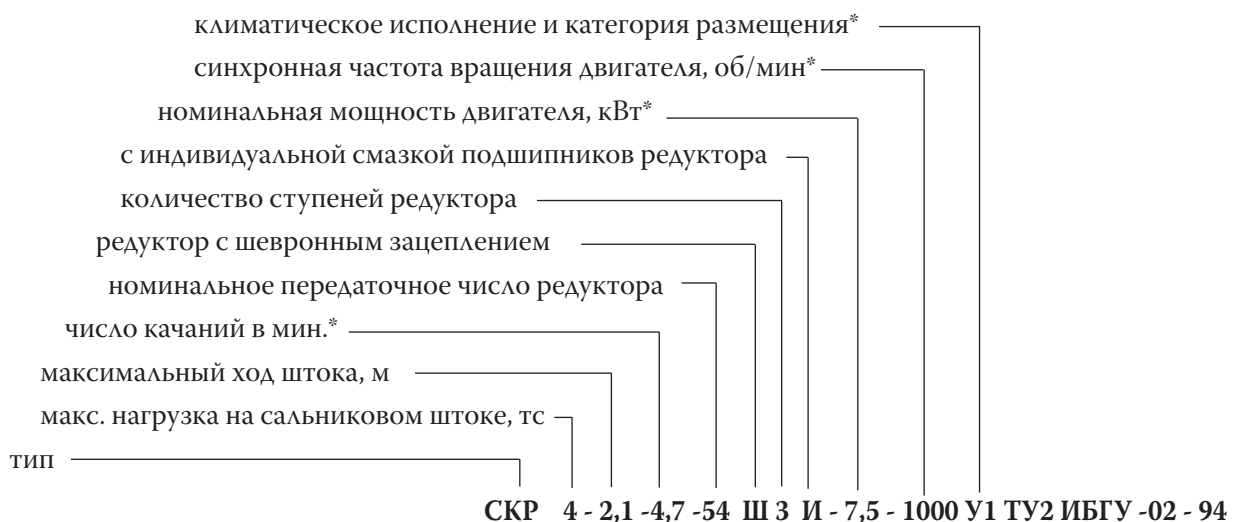 климатическое исполнение и категория размещения*
синхронная частота вращения двигателя, об/мин*
номинальная мощность двигателя, кВт*
с индивидуальной смазкой подшипников редуктора
количество ступеней редуктора
редуктор с шевронным зацеплением
номинальное передаточное число редуктора
число качаний в мин.*
максимальный ход штока, м
макс. нагрузка на сальниковом штоке, тс
тип
СКР 4 - 2,1 -4,7 -54 Ш 3 И - 7,5 - 1000 У1 ТУ2 ИБГУ -02 - 94